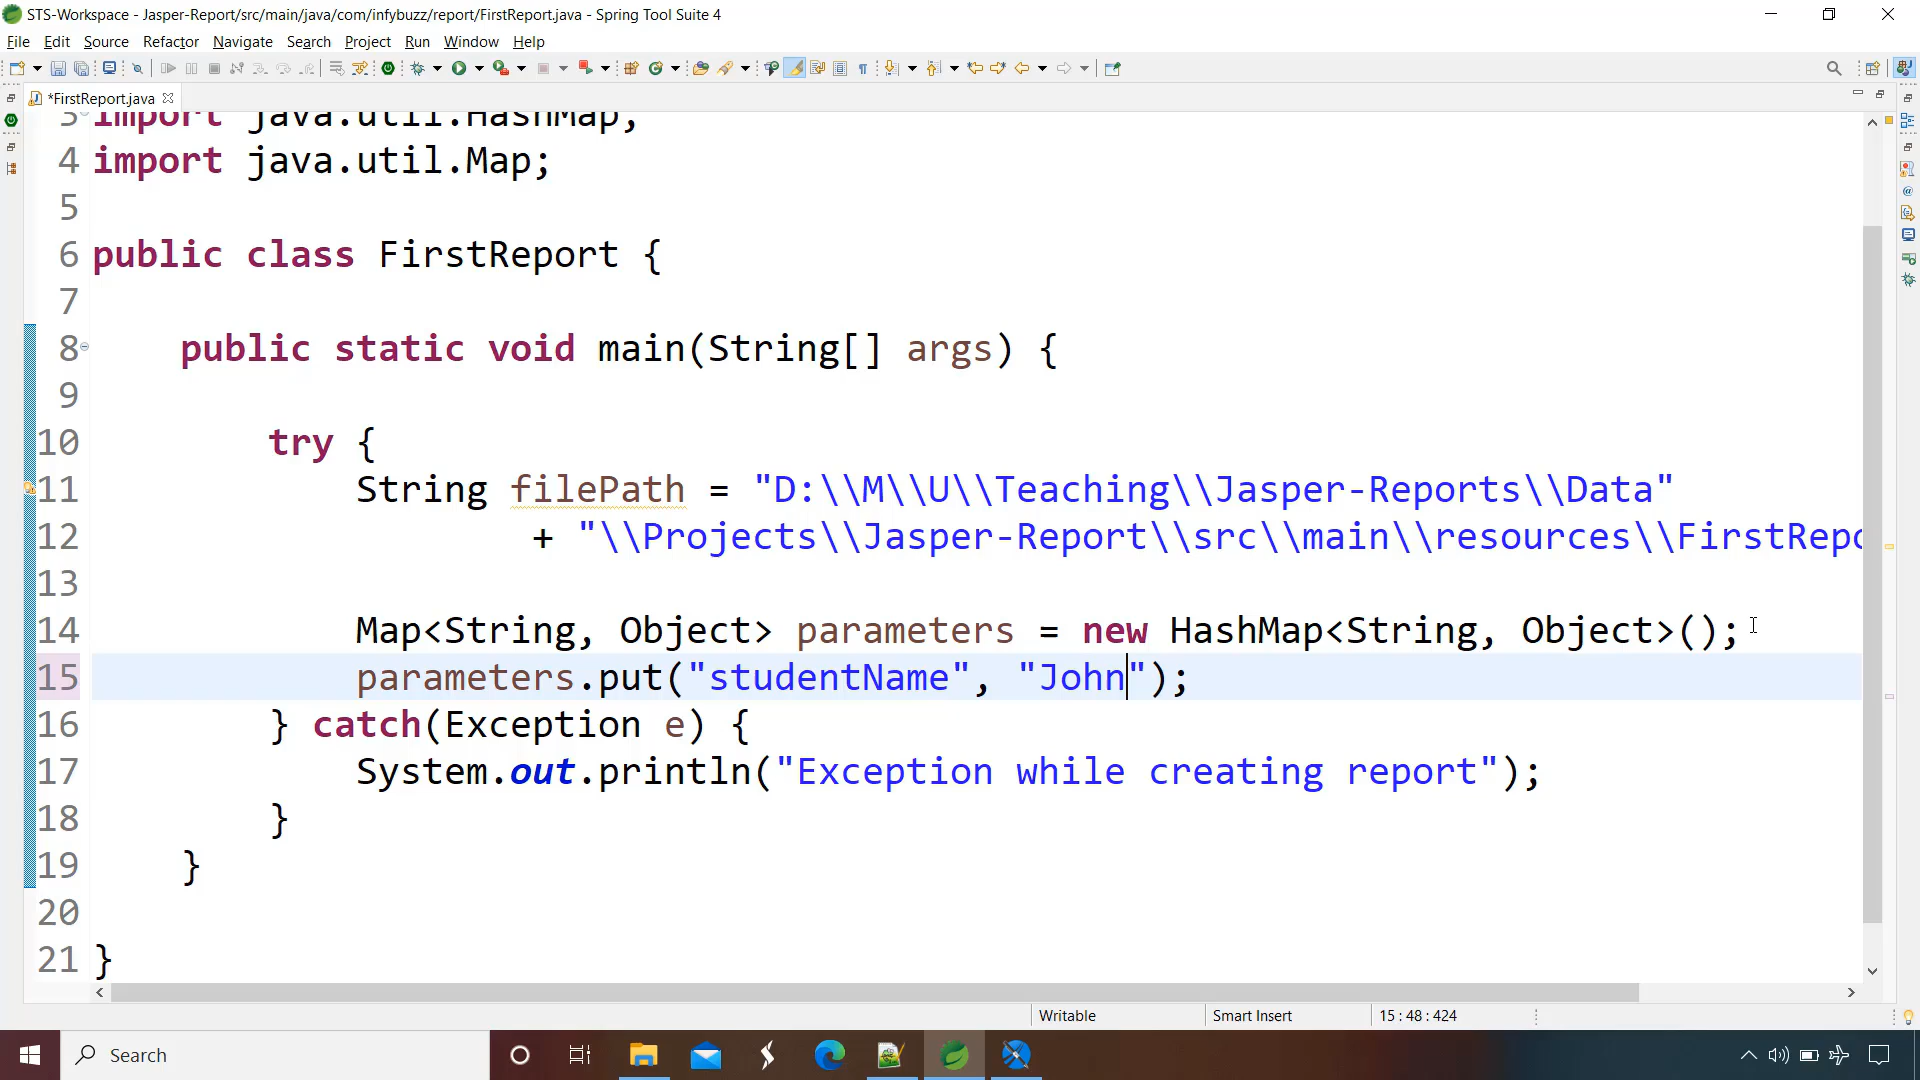 STS-Workspace - Jasper-Report/src/main/java/com/infybuzz/report/FirstReport.java - Spring Tool Suite 4
File Edit Source Refactor Navigate Search Project Run Window Help
*FirstReport.java
3 import java.util.HashMap;
4 import java.util.Map;
5
6 public class FirstReport {
7
8 public static void main(String[] args) {
9
10 try {
11 String filePath = "D:\\M\\U\\Teaching\\Jasper-Reports\\Data"
12 + "\\Projects\\Jasper-Report\\src\\main\\resources\\FirstRepo
13
14 Map<String, Object> parameters = new HashMap<String, Object>();
15 parameters.put("studentName", "John");
16 } catch(Exception e) {
17 System.out.println("Exception while creating report");
18 }
19 }
20
21 }
Writable Smart Insert 15 : 48 : 424
Search